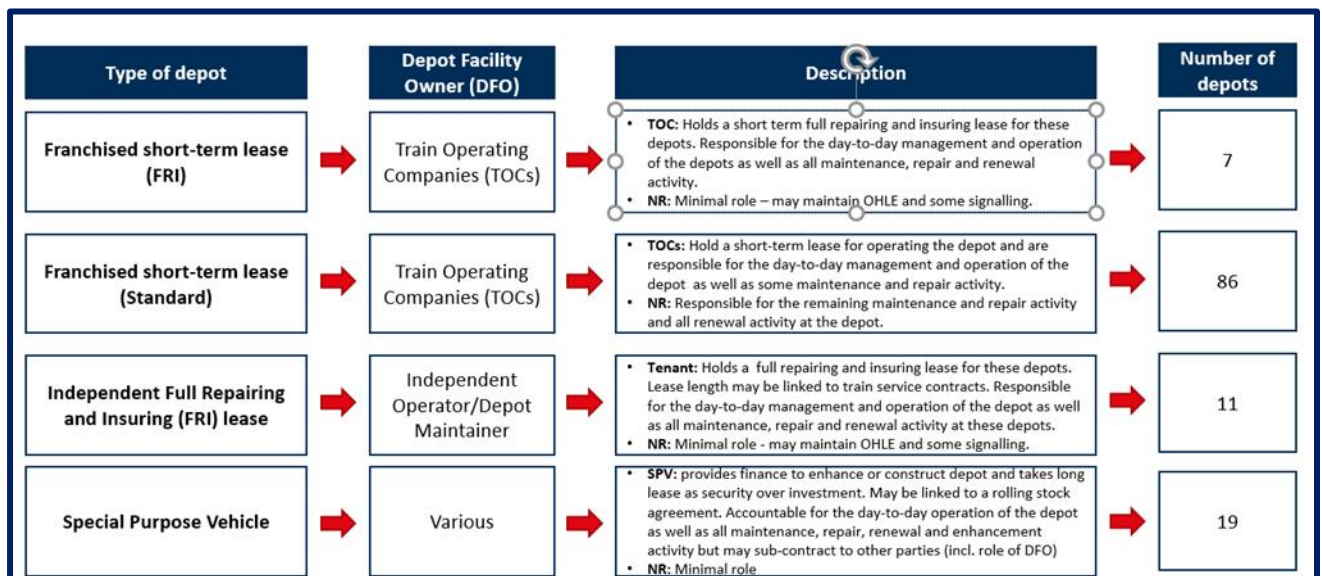 Type of depot
Depot Facility
Owner (DFO)
Description
Number of
depots
Franchised short-term lease
(FRI)
Train Operating
Companies (TOCs)
• TOC: Holds a short term full repairing and insuring lease for these
depots. Responsible for the day-to-day management and operation
of the depots as well as all maintenance, repair and renewal
activity.
• NR: Minimal role – may maintain OHLE and some signalling.
7
Franchised short-term lease
(Standard)
Train Operating
Companies (TOCs)
• TOCs: Hold a short-term lease for operating the depot and are
responsible for the day-to-day management and operation of the
depot as well as some maintenance and repair activity.
• NR: Responsible for the remaining maintenance and repair activity
and all renewal activity at the depot.
86
Independent Full Repairing
and Insuring (FRI) lease
Independent
Operator/Depot
Maintainer
• Tenant: Holds a full repairing and insuring lease for these depots.
Lease length may be linked to train service contracts. Responsible
for the day-to-day management and operation of the depot as well
as all maintenance, repair and renewal activity at these depots.
• NR: Minimal role - may maintain OHLE and some signalling.
11
Special Purpose Vehicle
Various
• SPV: provides finance to enhance or construct depot and takes long
lease as security over investment. May be linked to a rolling stock
agreement. Accountable for the day-to-day operation of the depot
as well as all maintenance, repair, renewal and enhancement
activity but may sub-contract to other parties (incl. role of DFO)
• NR: Minimal role
19